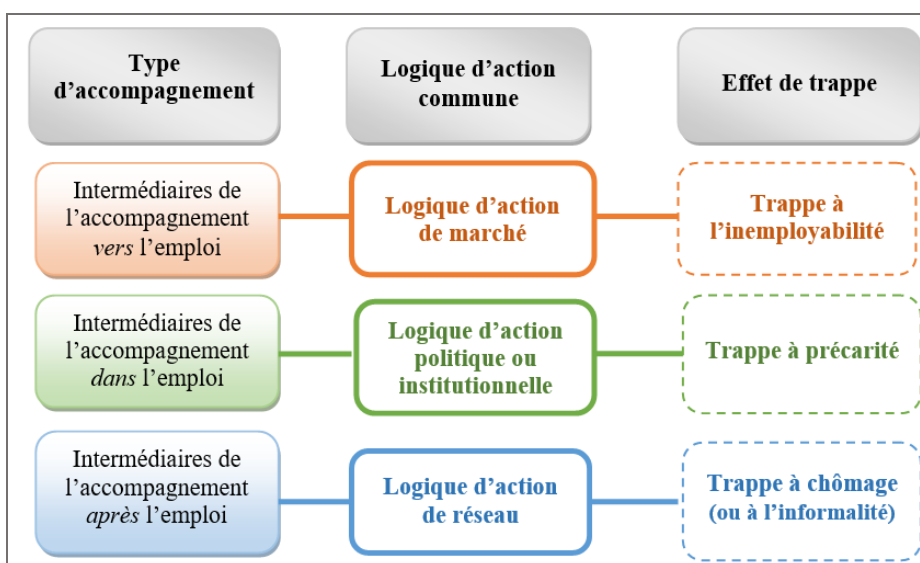 Type
d’accompagnement
Logique d’action
commune
Effet de trappe
Intermédiaires de
l’accompagnement
vers l’emploi
Logique d’action
de marché
Trappe à
l’inemployabilité
Intermédiaires de
l’accompagnement
dans l’emploi
Logique d’action
politique ou
institutionnelle
Trappe à précarité
Intermédiaires de
l’accompagnement
après l’emploi
Logique d’action
de réseau
Trappe à chômage
(ou à l’informalité)